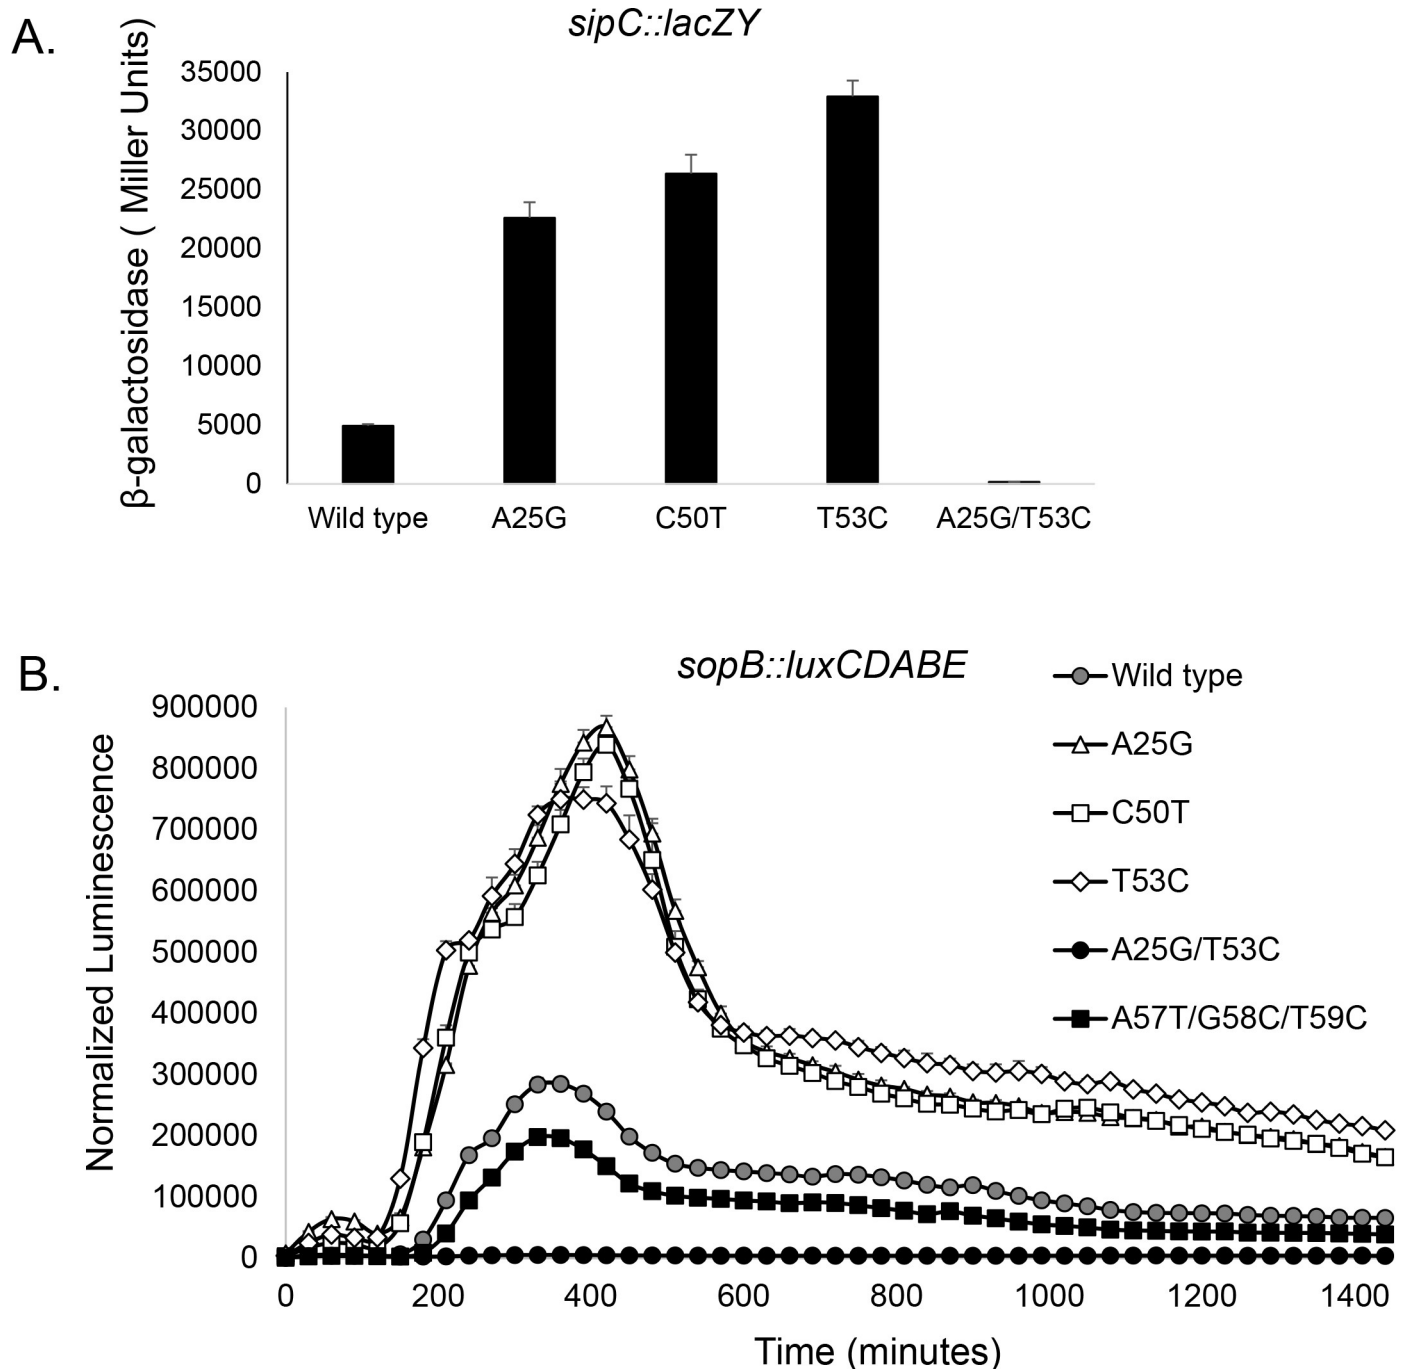 A.
sipC::lacZY
β-galactosidase ( Miller Units)
35000
30000
25000
20000
15000
10000
5000
0
Wild type A25G C50T T53C A25G/T53C
B.
sopB::luxCDABE
Normalized Luminescence
900000
800000
700000
600000
500000
400000
300000
200000
100000
0
0 200 400 600 800 1000 1200 1400
Time (minutes)
Wild type
A25G
C50T
T53C
A25G/T53C
A57T/G58C/T59C